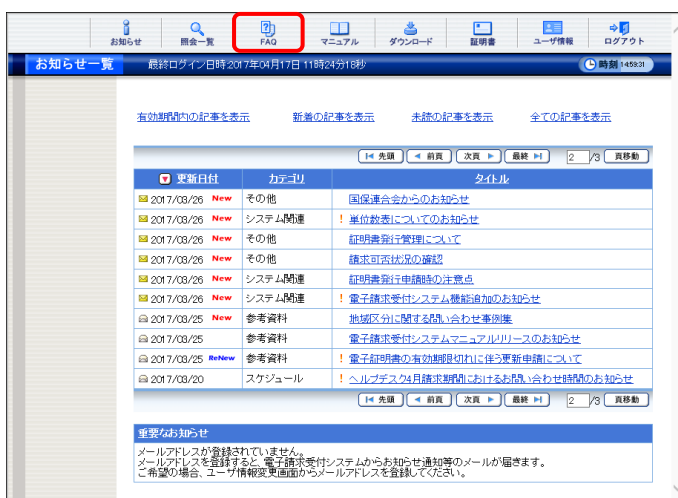 お知らせ 照会一覧 FAQ マニュアル ダウンロード 証明書 ユーザ情報 ログアウト
お知らせ一覧 最終ログイン日時:2017年04月17日 11時24分18秒 時刻 14:59:31
有効期間内の記事を表示 新着の記事を表示 未読の記事を表示 全ての記事を表示
先頭 前頁 次頁 最終 2 /3 頁移動
更新日付 カテゴリ タイトル
2017/03/26 New その他 国保連合会からのお知らせ
2017/03/26 New システム関連 ! 単位数表についてのお知らせ
2017/03/26 New その他 証明書発行管理について
2017/03/26 New その他 請求可否状況の確認
2017/03/26 New システム関連 証明書発行申請時の注意点
2017/03/26 New システム関連 ! 電子請求受付システム機能追加のお知らせ
2017/03/25 New 参考資料 地域区分に関する問い合わせ事例集
2017/03/25 参考資料 電子請求受付システムマニュアルリリースのお知らせ
2017/03/25 ReNew 参考資料 ! 電子証明書の有効期限切れに伴う更新申請について
2017/03/20 スケジュール ! ヘルプデスク4月請求期間におけるお問い合わせ時間のお知らせ
先頭 前頁 次頁 最終 2 /3 頁移動
重要なお知らせ
メールアドレスが登録されていません。
メールアドレスを登録すると、電子請求受付システムからお知らせ通知等のメールが届きます。
ご希望の場合、ユーザ情報変更画面からメールアドレスを登録してください。